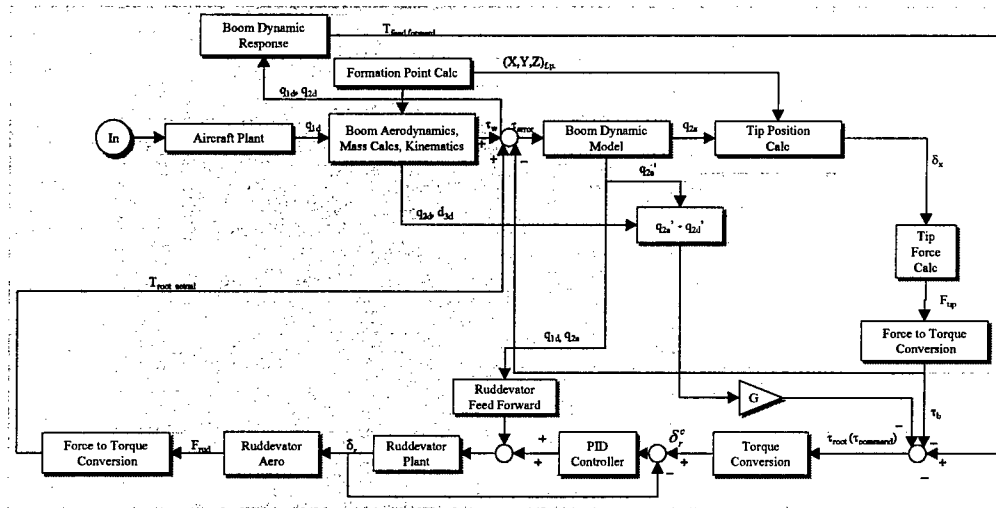 Boom Dynamic
Response
T_feed forward
Formation Point Calc
(X,Y,Z)_f.p.
q_1d, q_2d
In
Aircraft Plant
q_1d
Boom Aerodynamics,
Mass Calcs, Kinematics
τ_w
+
+
−
τ_error
Boom Dynamic
Model
q_2a
Tip Position
Calc
δ_x
q_2a'
q_2d, d_3d
q_2a' - q_2d'
Tip
Force
Calc
F_tip
T_root actual
q_1d, q_2a
Force to Torque
Conversion
Ruddevator
Feed Forward
G
τ_b
Force to Torque
Conversion
F_rud
Ruddevator
Aero
δ_r
Ruddevator
Plant
+
+
PID
Controller
δ_r^c
+
−
Torque
Conversion
τ_root (τ_command)
−
−
+
−